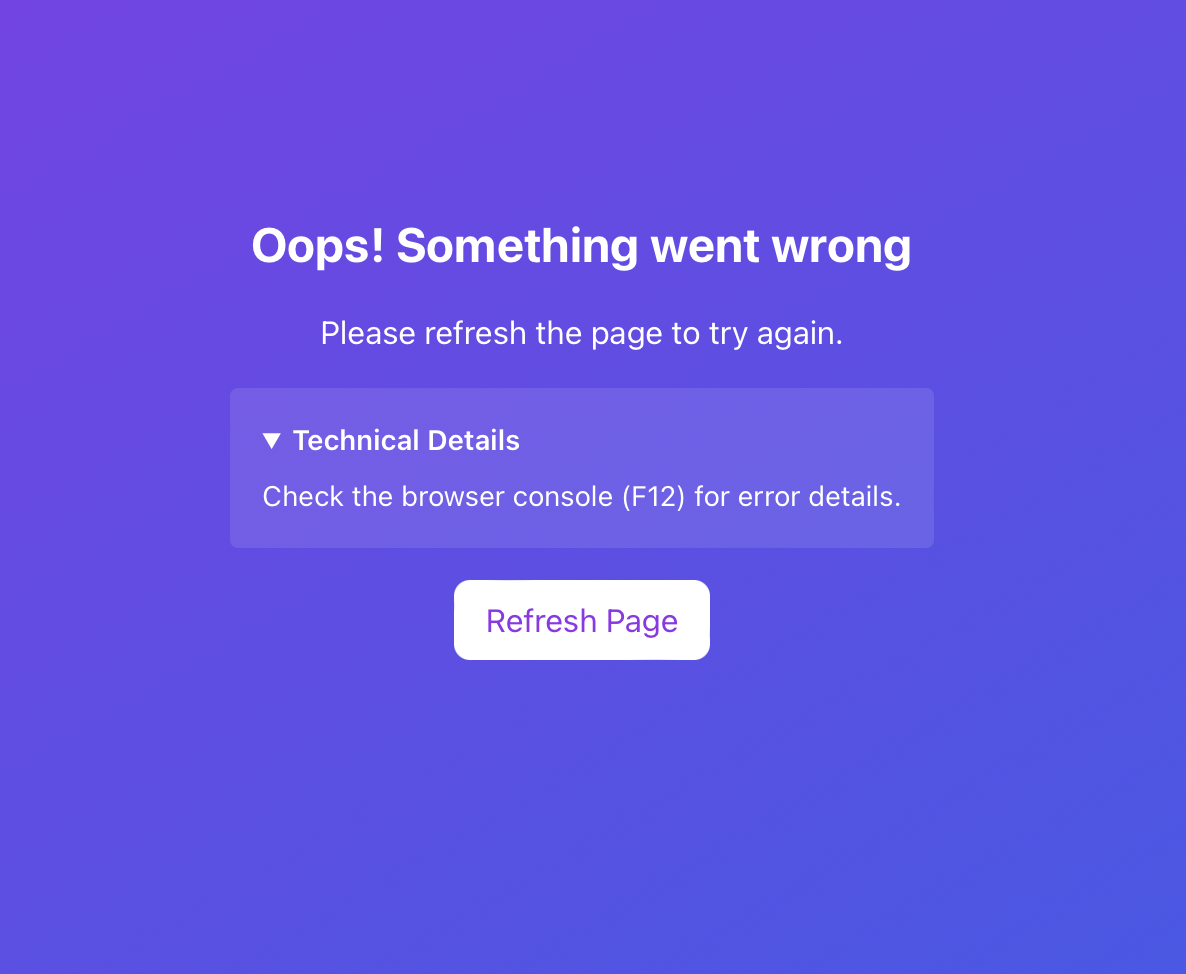 Oops! Something went wrong
Please refresh the page to try again.
▼ Technical Details
Check the browser console (F12) for error details.
Refresh Page